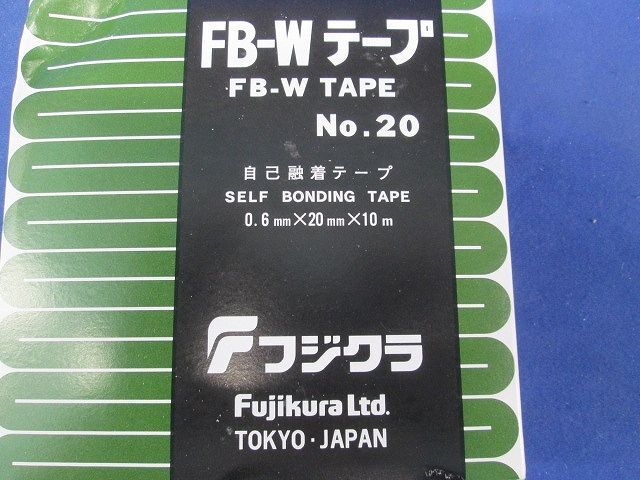 FB-W テープ
FB-W TAPE
No.20
自己融着テープ
SELF BONDING TAPE
0.6mm×20mm×10m
フジクラ
Fujikura Ltd.
TOKYO・JAPAN